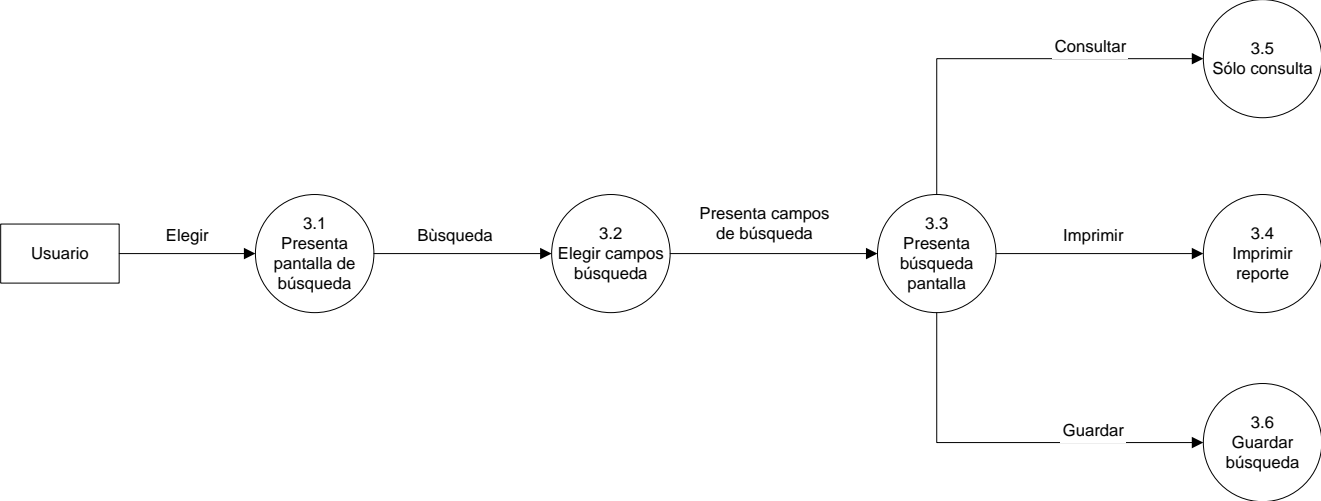 Consultar
3.5
Sólo consulta
Usuario
Elegir
3.1
Presenta
pantalla de
búsqueda
Bùsqueda
3.2
Elegir campos
búsqueda
Presenta campos
de búsqueda
3.3
Presenta
búsqueda
pantalla
Imprimir
3.4
Imprimir
reporte
Guardar
3.6
Guardar
búsqueda